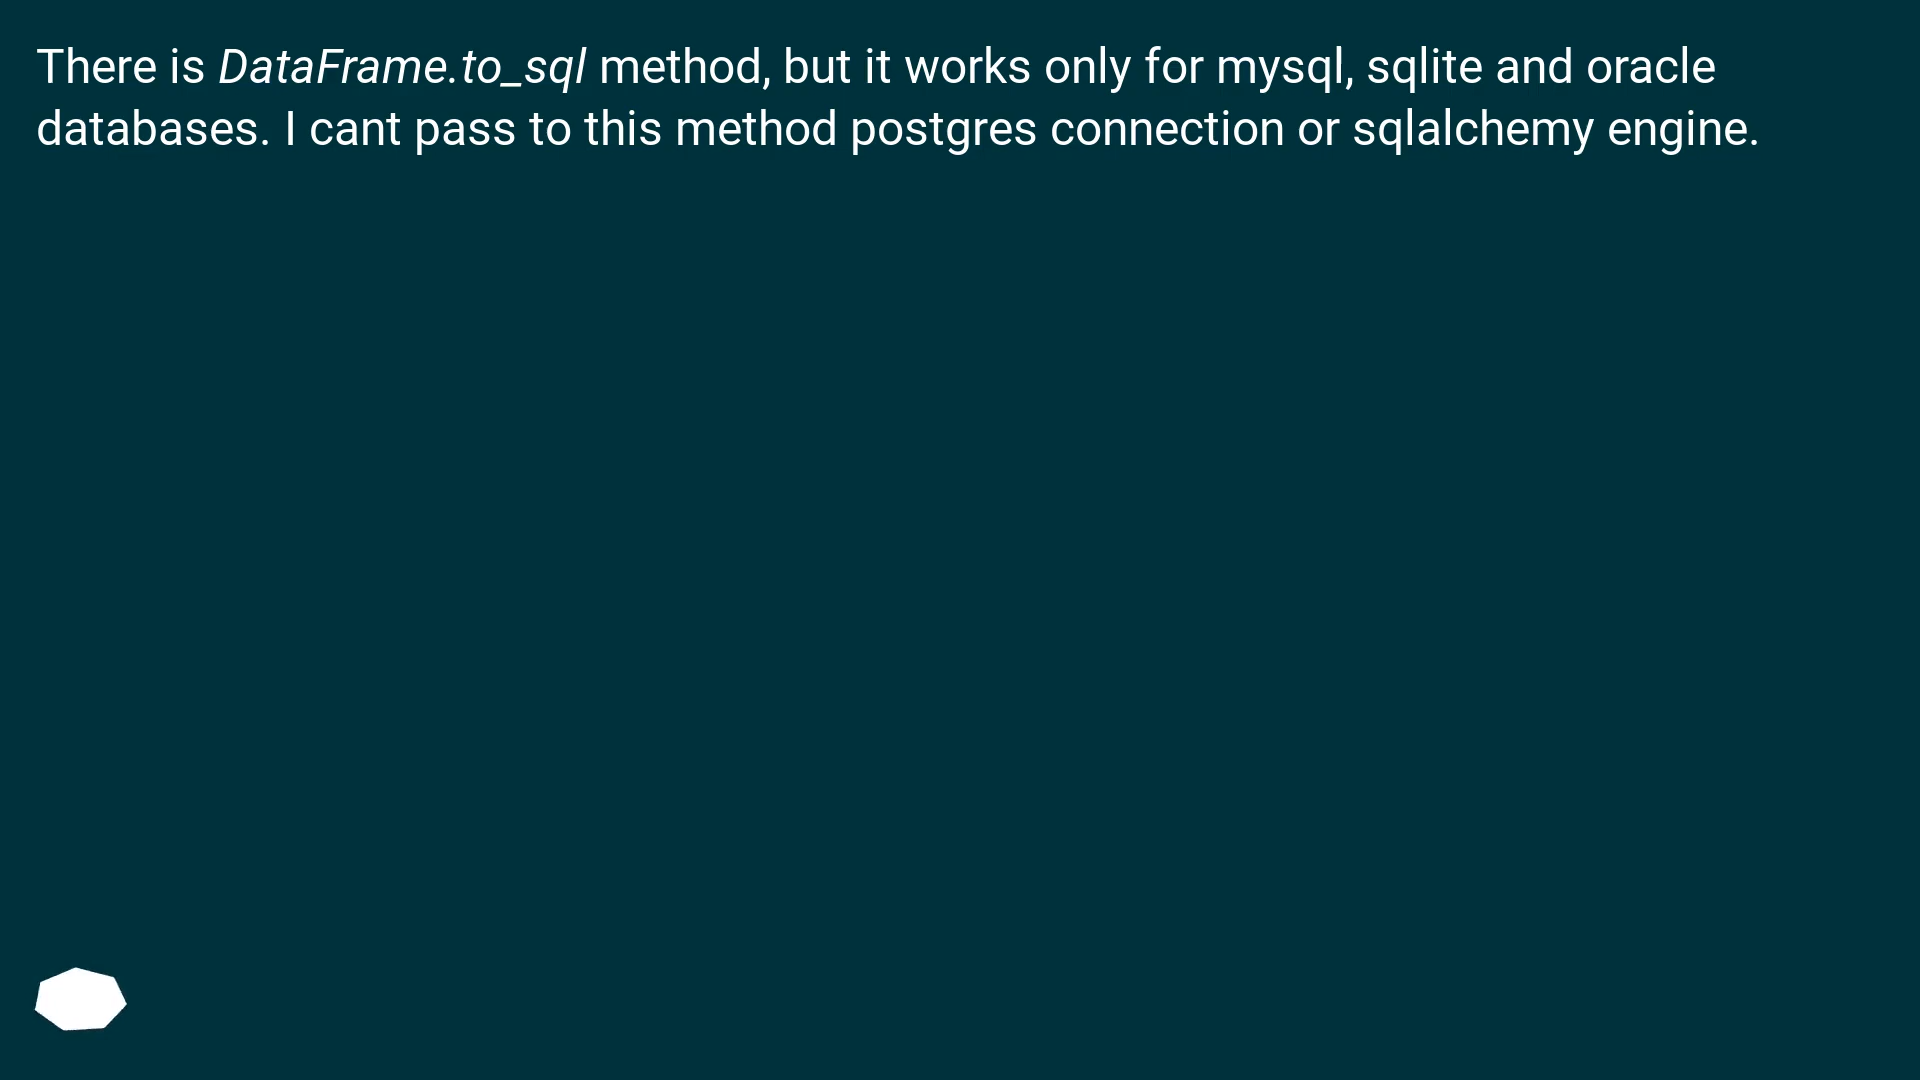 There is DataFrame.to_sql method, but it works only for mysql, sqlite and oracle
databases. I cant pass to this method postgres connection or sqlalchemy engine.